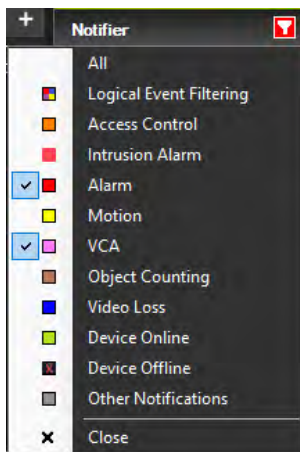 Notifier
All
Logical Event Filtering
Access Control
Intrusion Alarm
Alarm
Motion
VCA
Object Counting
Video Loss
Device Online
Device Offline
Other Notifications
Close